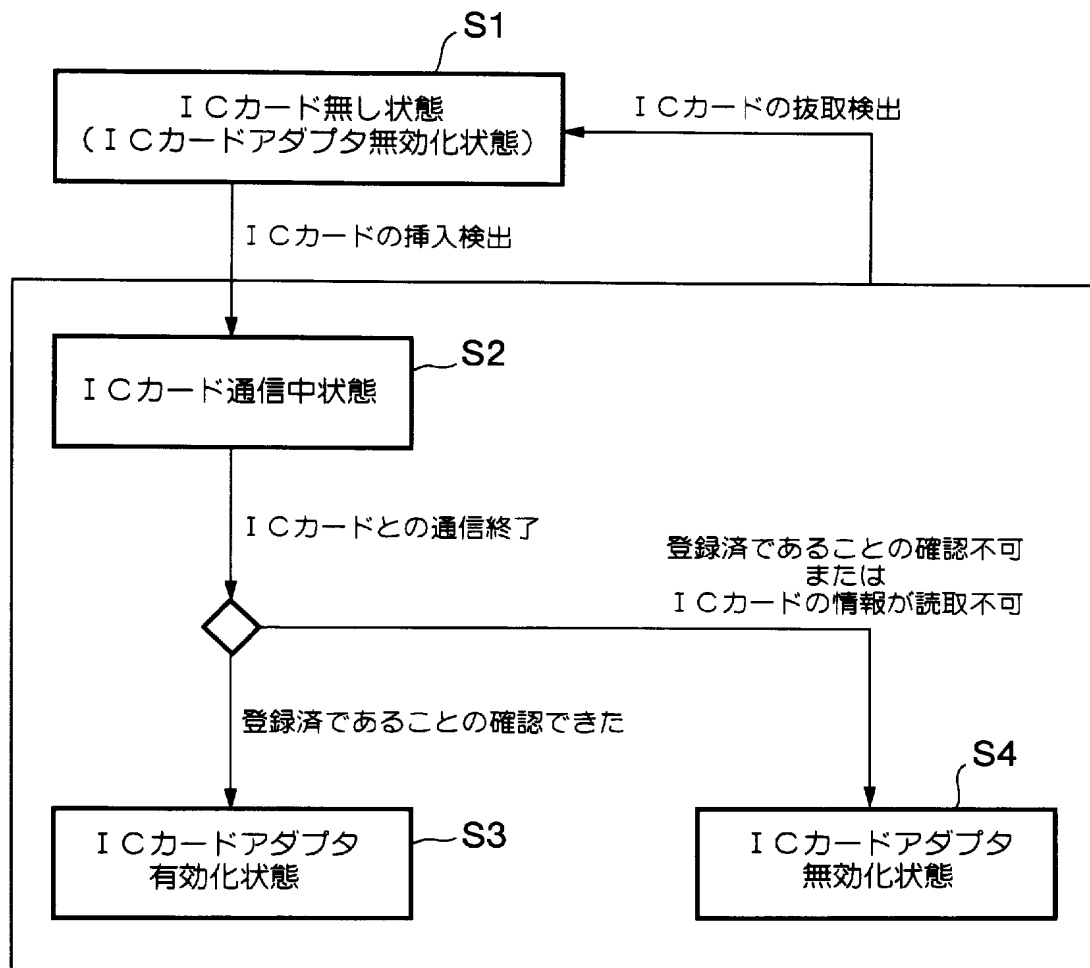 S1
ＩＣカード無し状態
（ＩＣカードアダプタ無効化状態）
ＩＣカードの抜取検出
ＩＣカードの挿入検出
S2
ＩＣカード通信中状態
ＩＣカードとの通信終了
登録済であることの確認不可
または
ＩＣカードの情報が読取不可
登録済であることの確認できた
S3
ＩＣカードアダプタ
有効化状態
S4
ＩＣカードアダプタ
無効化状態